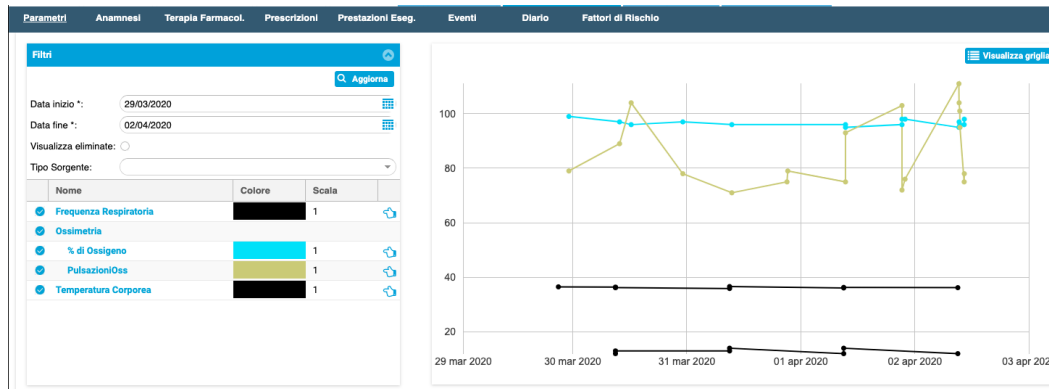 Parametri Anamnesi Terapia Farmacol. Prescrizioni Prestazioni Eseg. Eventi Diario Fattori di Rischio
Filtri
Aggiorna
Data inizio *: 29/03/2020
Data fine *: 02/04/2020
Visualizza eliminate:
Tipo Sorgente:
Nome Colore Scala
Frequenza Respiratoria 1
Ossimetria
% di Ossigeno 1
PulsazioniOss 1
Temperatura Corporea 1
Visualizza griglia
100
80
60
40
20
29 mar 2020 30 mar 2020 31 mar 2020 01 apr 2020 02 apr 2020 03 apr 202